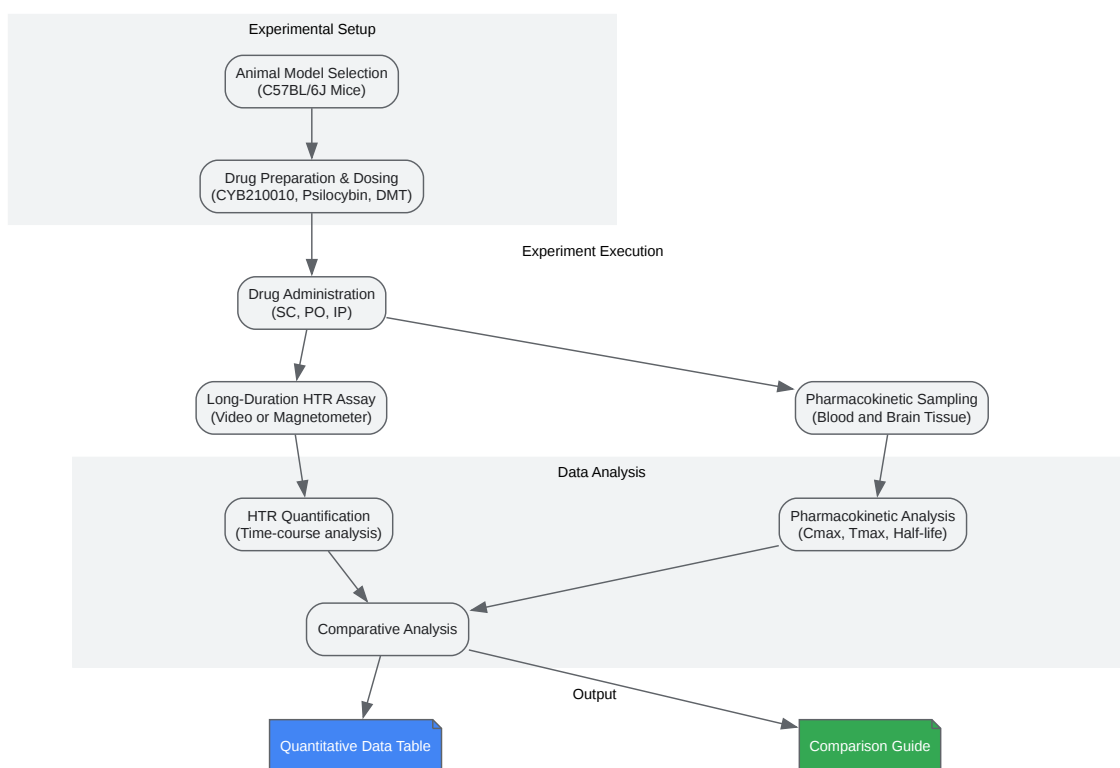 Experimental Setup
Animal Model Selection
(C57BL/6J Mice)
Drug Preparation & Dosing
(CYB210010, Psilocybin, DMT)
Experiment Execution
Drug Administration
(SC, PO, IP)
Long-Duration HTR Assay
(Video or Magnetometer)
Pharmacokinetic Sampling
(Blood and Brain Tissue)
Data Analysis
HTR Quantification
(Time-course analysis)
Pharmacokinetic Analysis
(Cmax, Tmax, Half-life)
Comparative Analysis
Output
Quantitative Data Table
Comparison Guide